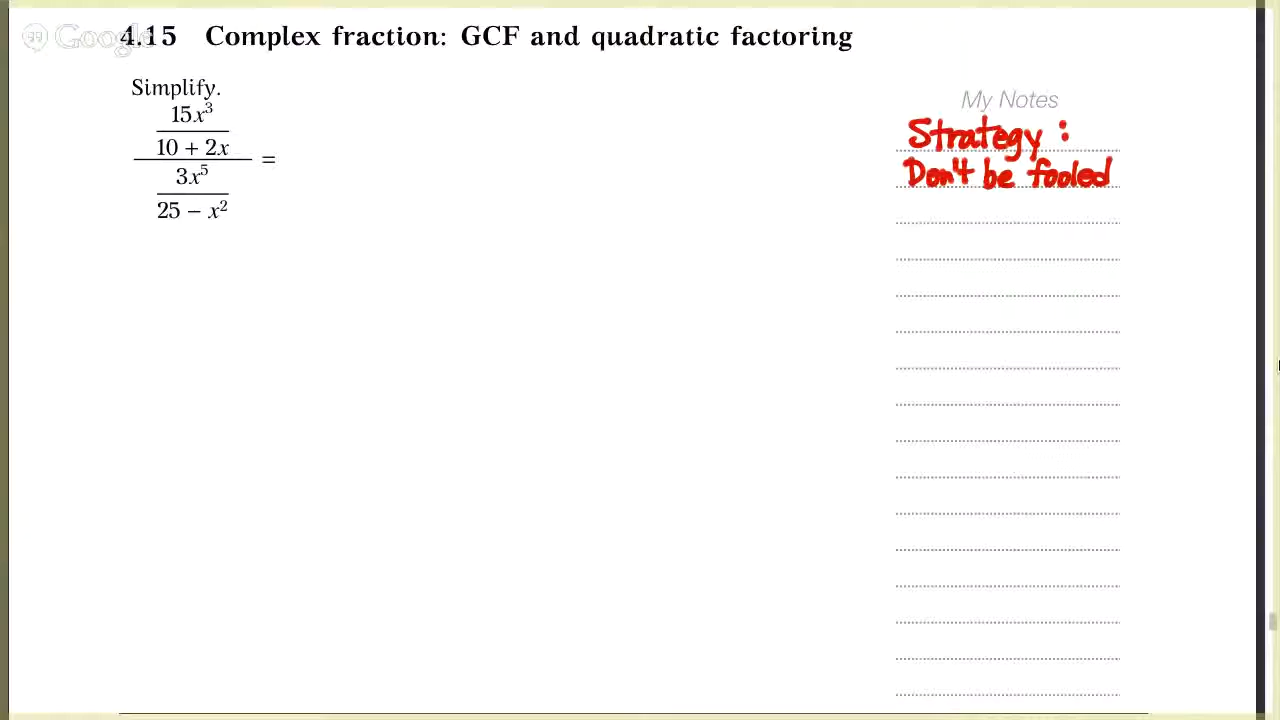 Google
4.15 Complex fraction: GCF and quadratic factoring
Simplify.
15x³
10 + 2x
=
3x⁵
25 − x²
My Notes
Strategy :
Don't be fooled